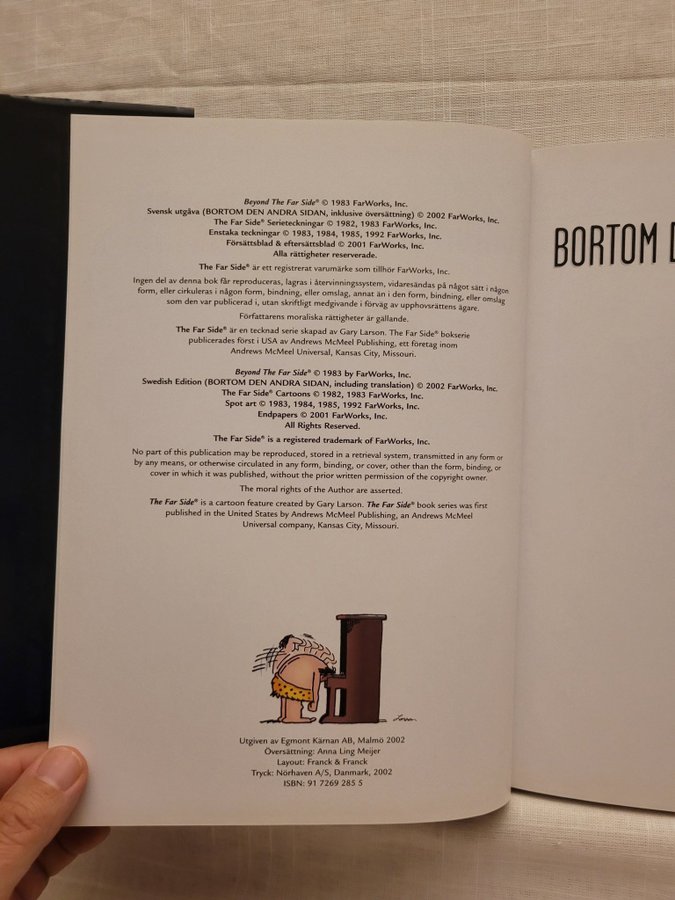 Beyond The Far Side® © 1983 FarWorks, Inc.
Svensk utgåva (BORTOM DEN ANDRA SIDAN, inklusive översättning) © 2002 FarWorks, Inc.
The Far Side® Serieteckningar © 1982, 1983 FarWorks, Inc.
Enstaka teckningar © 1983, 1984, 1985, 1992 FarWorks, Inc.
Försättsblad & eftersättsblad © 2001 FarWorks, Inc.
Alla rättigheter reserverade.
The Far Side® är ett registrerat varumärke som tillhör FarWorks, Inc.
Ingen del av denna bok får reproduceras, lagras i återvinningssystem, vidaresändas på något sätt i någon
form, eller cirkuleras i någon form, bindning, eller omslag, annat än i den form, bindning, eller omslag
som den var publicerad i, utan skriftligt medgivande i förväg av upphovsrättens ägare.
Författarens moraliska rättigheter är gällande.
The Far Side® är en tecknad serie skapad av Gary Larson. The Far Side® bokserie
publicerades först i USA av Andrews McMeel Publishing, ett företag inom
Andrews McMeel Universal, Kansas City, Missouri.
Beyond The Far Side® © 1983 by FarWorks, Inc.
Swedish Edition (BORTOM DEN ANDRA SIDAN, including translation) © 2002 FarWorks, Inc.
The Far Side® Cartoons © 1982, 1983 FarWorks, Inc.
Spot art © 1983, 1984, 1985, 1992 FarWorks, Inc.
Endpapers © 2001 FarWorks, Inc.
All Rights Reserved.
The Far Side® is a registered trademark of FarWorks, Inc.
No part of this publication may be reproduced, stored in a retrieval system, transmitted in any form or
by any means, or otherwise circulated in any form, binding, or cover, other than the form, binding, or
cover in which it was published, without the prior written permission of the copyright owner.
The moral rights of the Author are asserted.
The Far Side® is a cartoon feature created by Gary Larson. The Far Side® book series was first
published in the United States by Andrews McMeel Publishing, an Andrews McMeel
Universal company, Kansas City, Missouri.
Larson
Utgiven av Egmont Kärnan AB, Malmö 2002
Översättning: Anna Ling Meijer
Layout: Franck & Franck
Tryck: Nörhaven A/S, Danmark, 2002
ISBN: 91 7269 285 5
BORTOM